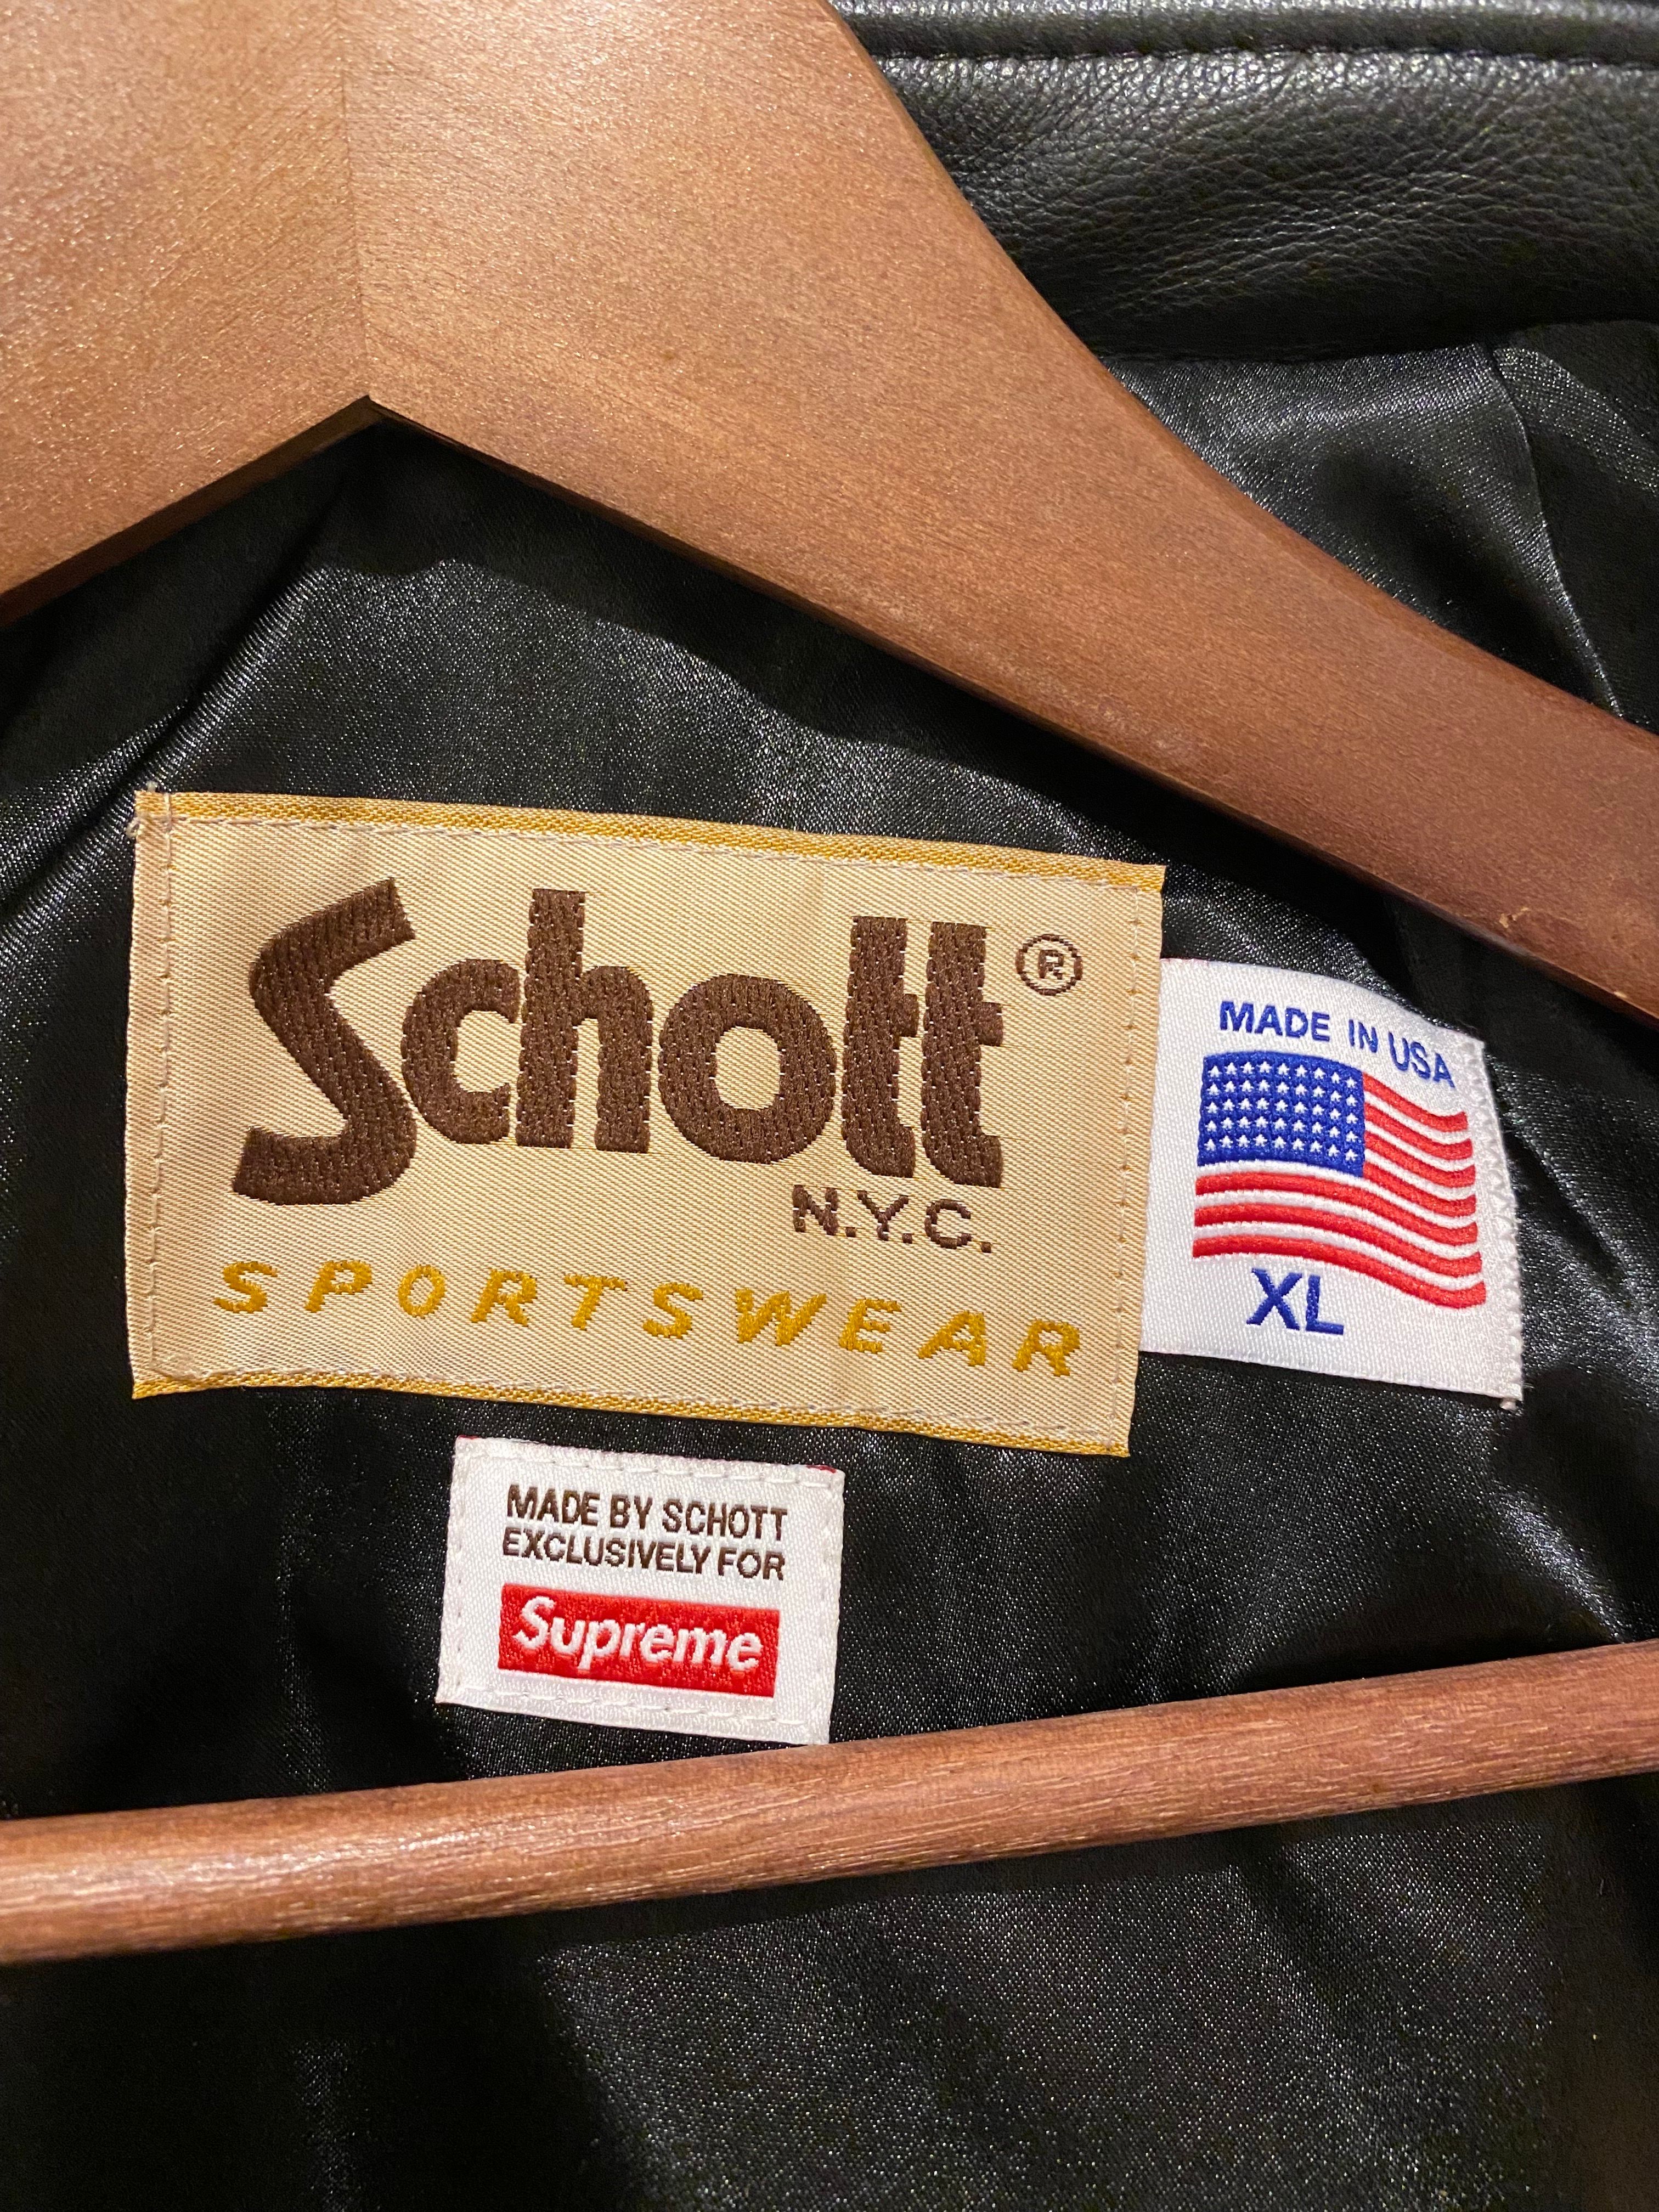 Schott®
N.Y.C.
SPORTSWEAR
MADE IN USA
XL
MADE BY SCHOTT
EXCLUSIVELY FOR
Supreme